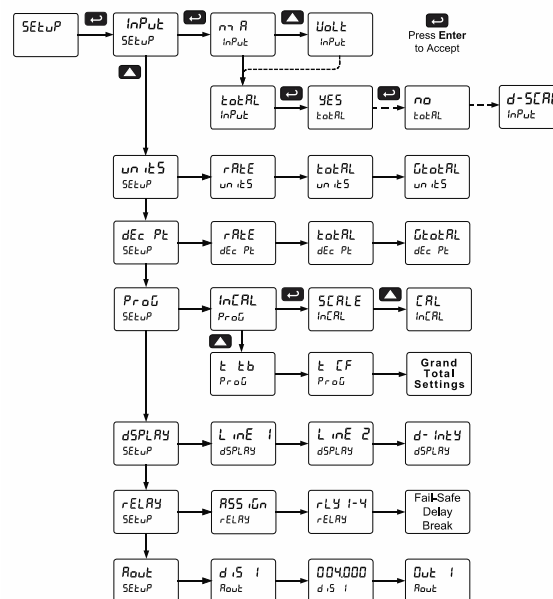 SEtuP
InPut
SEtuP
mA
InPut
VoLt
InPut
Press Enter
to Accept
totAL
InPut
YES
totAL
no
totAL
d-SCAL
InPut
unitS
SEtuP
rAtE
unitS
totAL
unitS
GtotAL
unitS
dEc Pt
SEtuP
rAtE
dEc Pt
totAL
dEc Pt
GtotAL
dEc Pt
ProG
SEtuP
InCAL
ProG
SCALE
InCAL
CAL
InCAL
t tb
ProG
t CF
ProG
Grand
Total
Settings
dSPLAY
SEtuP
LinE 1
dSPLAY
LinE 2
dSPLAY
d-IntY
dSPLAY
rELAY
SEtuP
ASSiGn
rELAY
rLY 1-4
rELAY
Fail-Safe
Delay
Break
Aout
SEtuP
diS 1
Aout
004.000
diS 1
Out 1
Aout